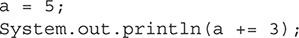 a = 5;
System.out.println(a += 3);